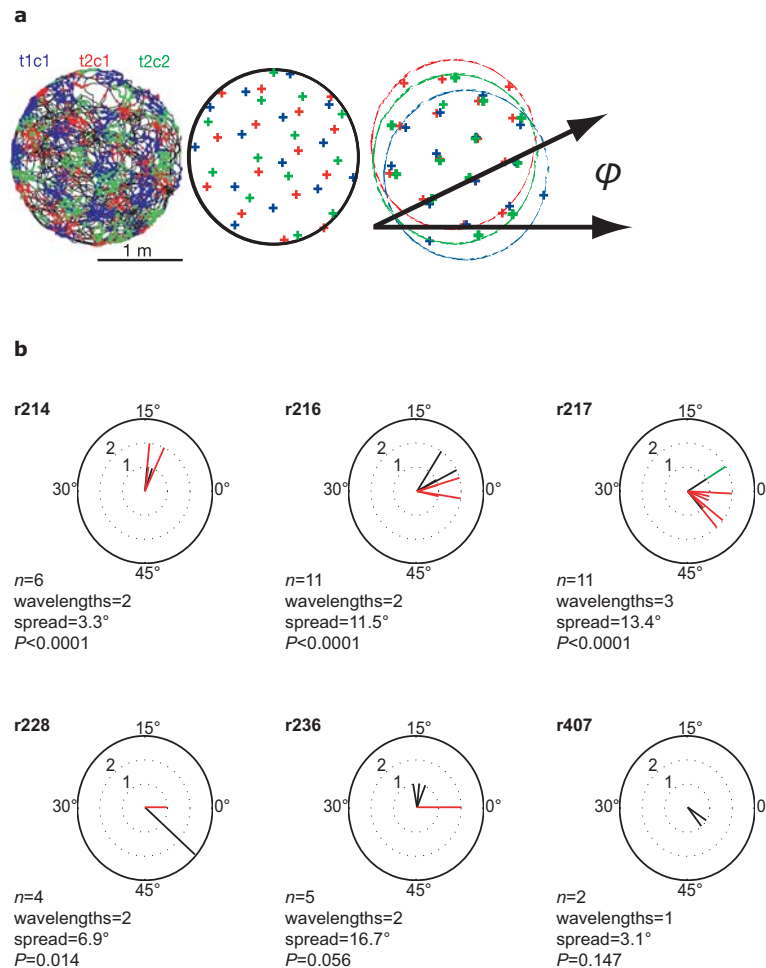 a
t1c1 t2c1 t2c2
1 m
φ
b
r214
15°
2
1
30°
0°
45°
n=6
wavelengths=2
spread=3.3°
P<0.0001
r216
15°
2
1
30°
0°
45°
n=11
wavelengths=2
spread=11.5°
P<0.0001
r217
15°
2
1
30°
0
45°
n=11
wavelengths=3
spread=13.4°
P<0.0001
r228
15°
2
1
30°
0°
45°
n=4
wavelengths=2
spread=6.9°
P=0.014
r236
15°
2
1
30°
0°
45°
n=5
wavelengths=2
spread=16.7°
P=0.056
r407
15°
2
1
30°
0
45°
n=2
wavelengths=1
spread=3.1°
P=0.147